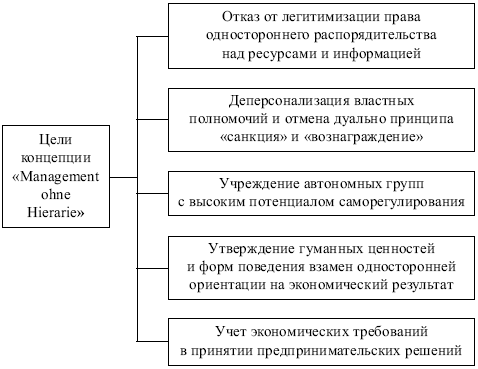 Цели
концепции
«Management
ohne
Hierarie»
Отказ от легитимизации права
одностороннего распорядительства
над ресурсами и информацией
Деперсонализация властных
полномочий и отмена дуально принципа
«санкция» и «вознаграждение»
Учреждение автономных групп
с высоким потенциалом саморегулирования
Утверждение гуманных ценностей
и форм поведения взамен односторонней
ориентации на экономический результат
Учет экономических требований
в принятии предпринимательских решений